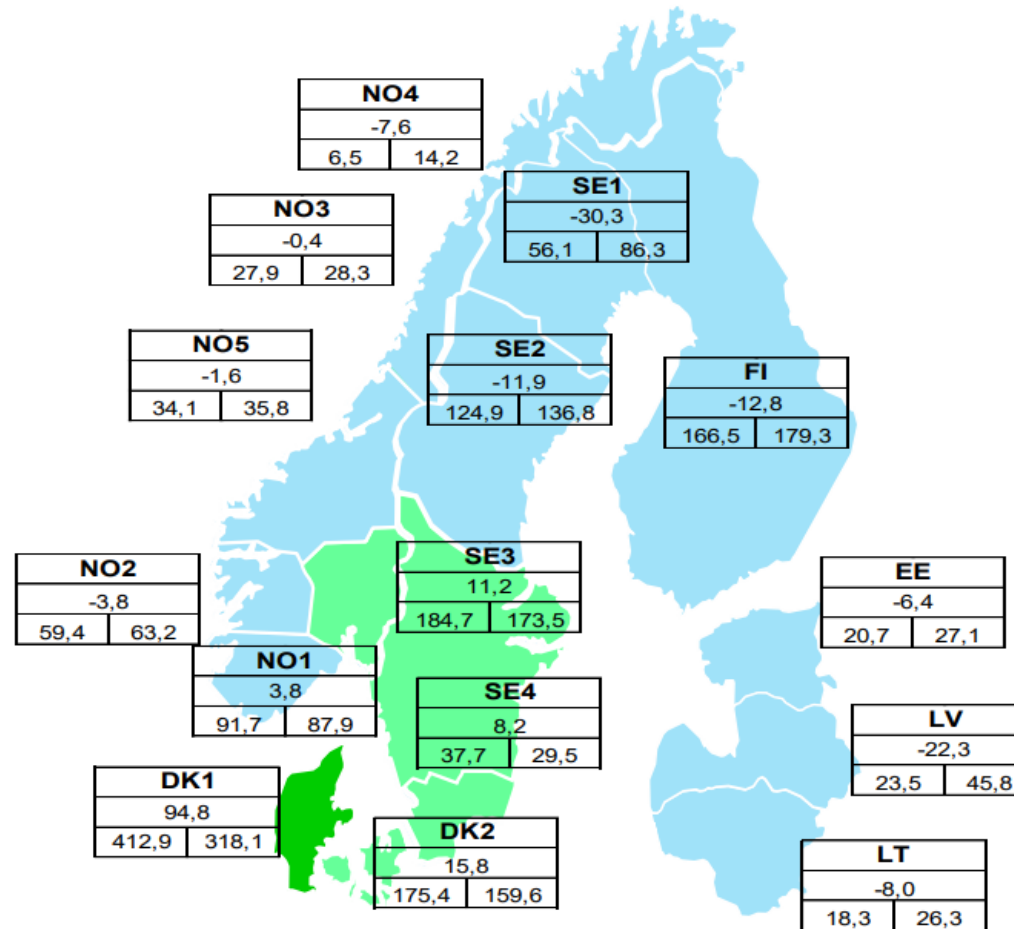 NO4
-7,6
6,5 14,2
SE1
-30,3
56,1 86,3
NO3
-0,4
27,9 28,3
NO5
-1,6
34,1 35,8
SE2
-11,9
124,9 136,8
FI
-12,8
166,5 179,3
NO2
-3,8
59,4 63,2
SE3
11,2
184,7 173,5
EE
-6,4
20,7 27,1
NO1
3,8
91,7 87,9
SE4
8,2
37,7 29,5
LV
-22,3
23,5 45,8
DK1
94,8
412,9 318,1
DK2
15,8
175,4 159,6
LT
-8,0
18,3 26,3